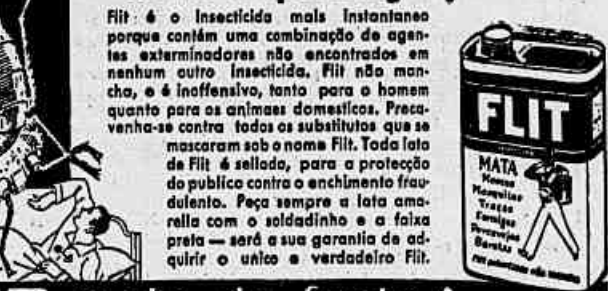 Flit é o Insecticida mais instantaneo
porque contém uma combinação de agen-
tes exterminadores não encontrados em
nenhum outro insecticida. Flit não man-
cha, e é inoffensivo, tanto para o homem
quanto para os animaes domesticos. Preca-
venha-se contra todos os substitutos que se
mascaram sob o nome Flit. Toda lata
de Flit é sellada, para a protecção
do publico contra o enchimento frau-
dulento. Peça sempre a lata ama-
rella com o soldadinho e a faixa
preta — será a sua garantia de ad-
quirir o unico e verdadeiro Flit.
FLIT
MATA
Moscas
Mosquitos
Traças
Formigas
Percevejos
Baratas